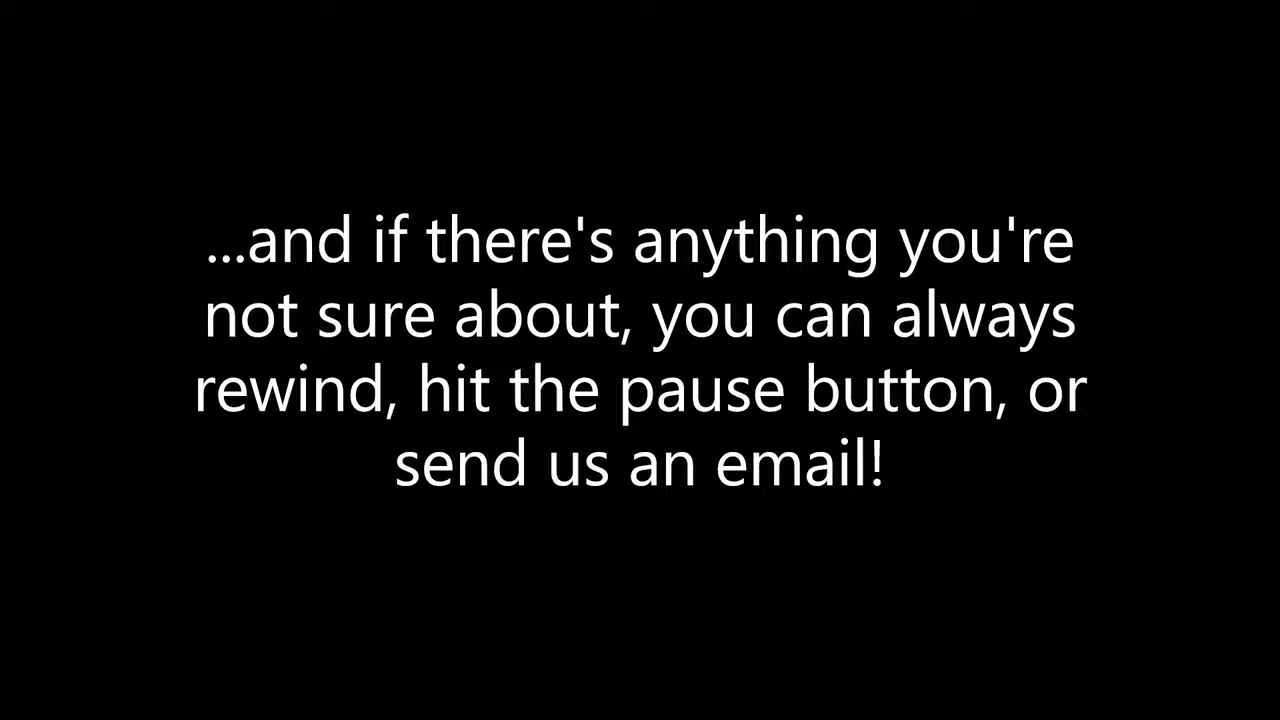 ...and if there's anything you're
not sure about, you can always
rewind, hit the pause button, or
send us an email!